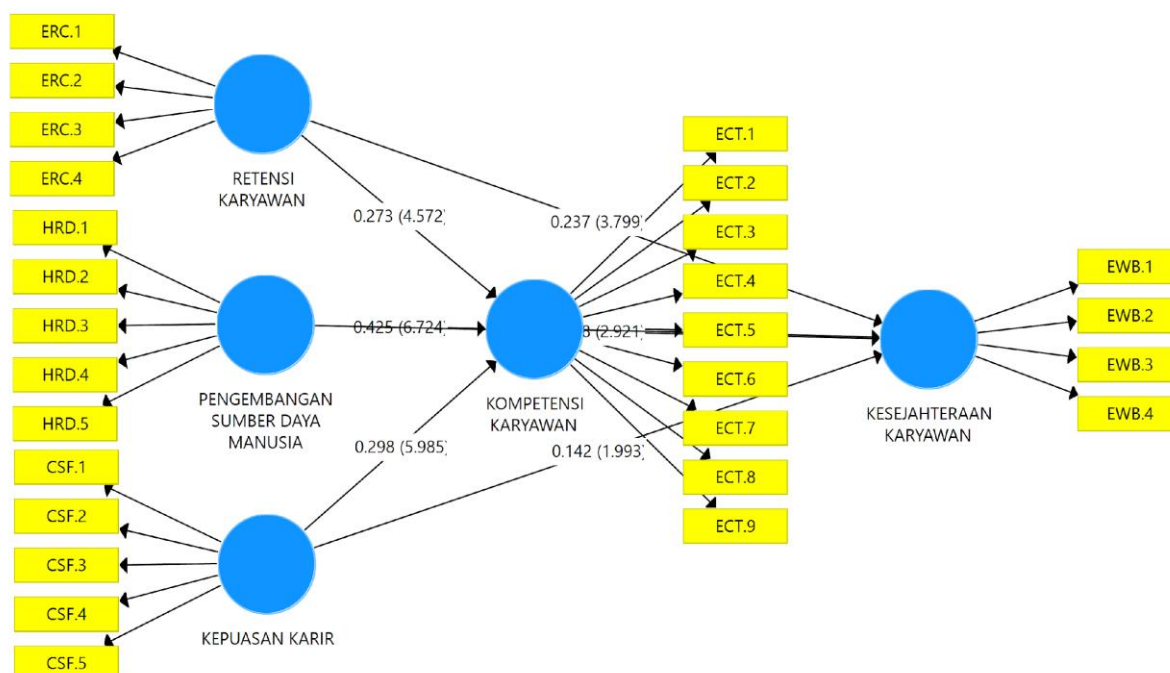 ERC.1
ERC.2
ERC.3
ERC.4
RETENSI
KARYAWAN
HRD.1
HRD.2
HRD.3
HRD.4
HRD.5
PENGEMBANGAN
SUMBER DAYA
MANUSIA
CSF.1
CSF.2
CSF.3
CSF.4
CSF.5
KEPUASAN KARIR
0.273 (4.572)
0.425 (6.724)
0.298 (5.985)
KOMPETENSI
KARYAWAN
0.237 (3.799)
(2.921)
0.142 (1.993)
ECT.1
ECT.2
ECT.3
ECT.4
ECT.5
ECT.6
ECT.7
ECT.8
ECT.9
KESEJAHTERAAN
KARYAWAN
EWB.1
EWB.2
EWB.3
EWB.4